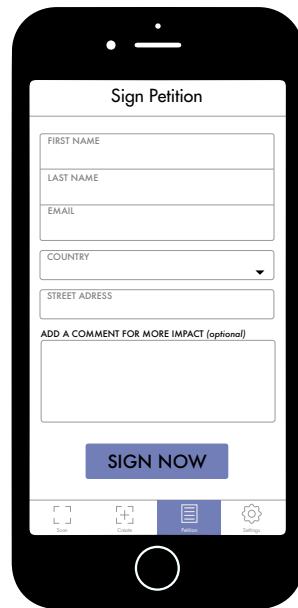 Sign Petition
FIRST NAME
LAST NAME
EMAIL
COUNTRY
STREET ADRESS
ADD A COMMENT FOR MORE IMPACT (optional)
SIGN NOW
Scan Create Petition Settings